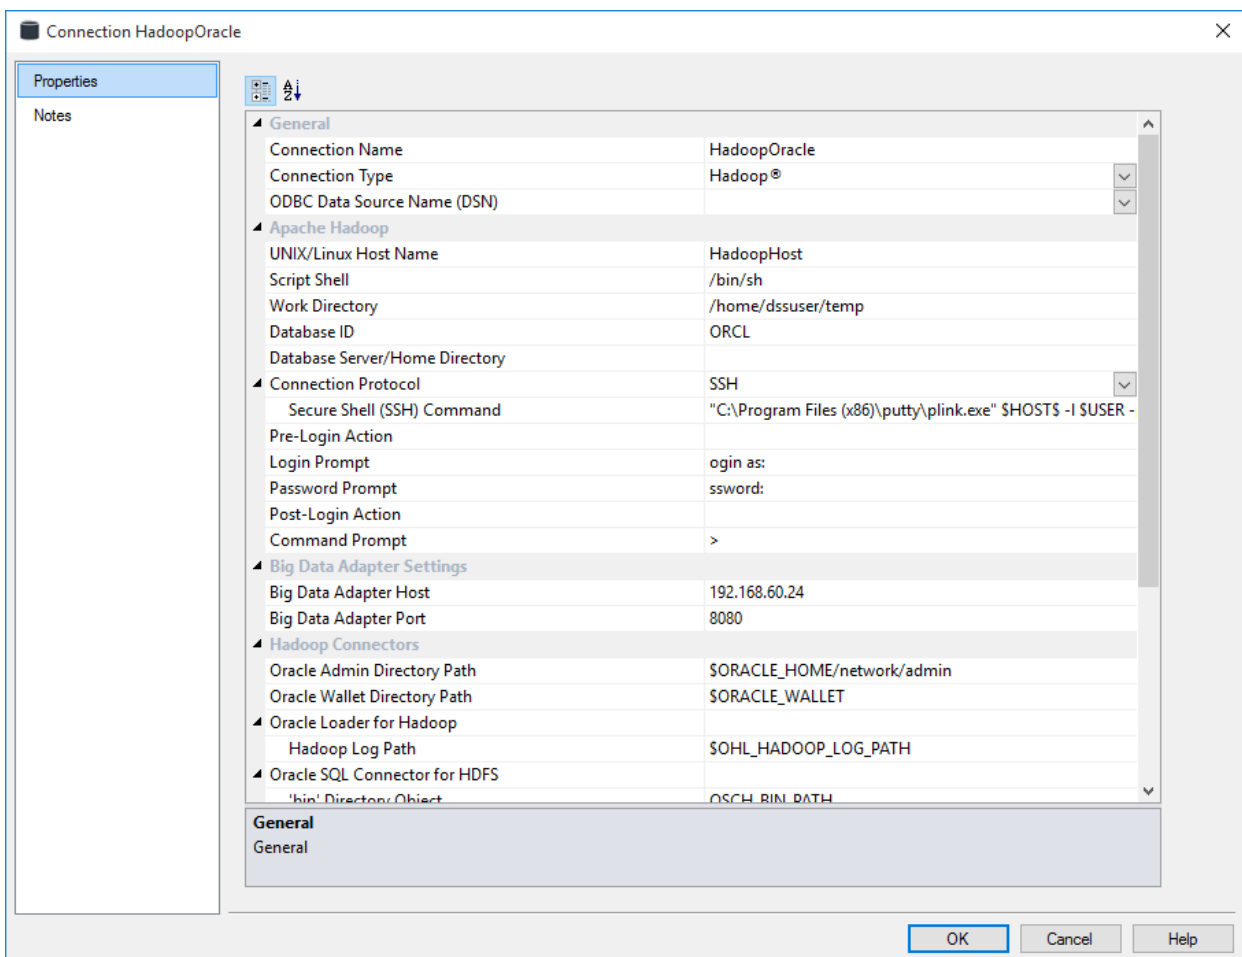 Connection HadoopOracle
Properties
Notes
General
Connection Name HadoopOracle
Connection Type Hadoop®
ODBC Data Source Name (DSN)
Apache Hadoop
UNIX/Linux Host Name HadoopHost
Script Shell /bin/sh
Work Directory /home/dssuser/temp
Database ID ORCL
Database Server/Home Directory
Connection Protocol SSH
Secure Shell (SSH) Command "C:\Program Files (x86)\putty\plink.exe" $HOST$ -l $USER -
Pre-Login Action
Login Prompt ogin as:
Password Prompt ssword:
Post-Login Action
Command Prompt >
Big Data Adapter Settings
Big Data Adapter Host 192.168.60.24
Big Data Adapter Port 8080
Hadoop Connectors
Oracle Admin Directory Path $ORACLE_HOME/network/admin
Oracle Wallet Directory Path $ORACLE_WALLET
Oracle Loader for Hadoop
Hadoop Log Path $OHL_HADOOP_LOG_PATH
Oracle SQL Connector for HDFS
'bin' Directory Object OSCH_BIN_PATH
General
General
OK Cancel Help